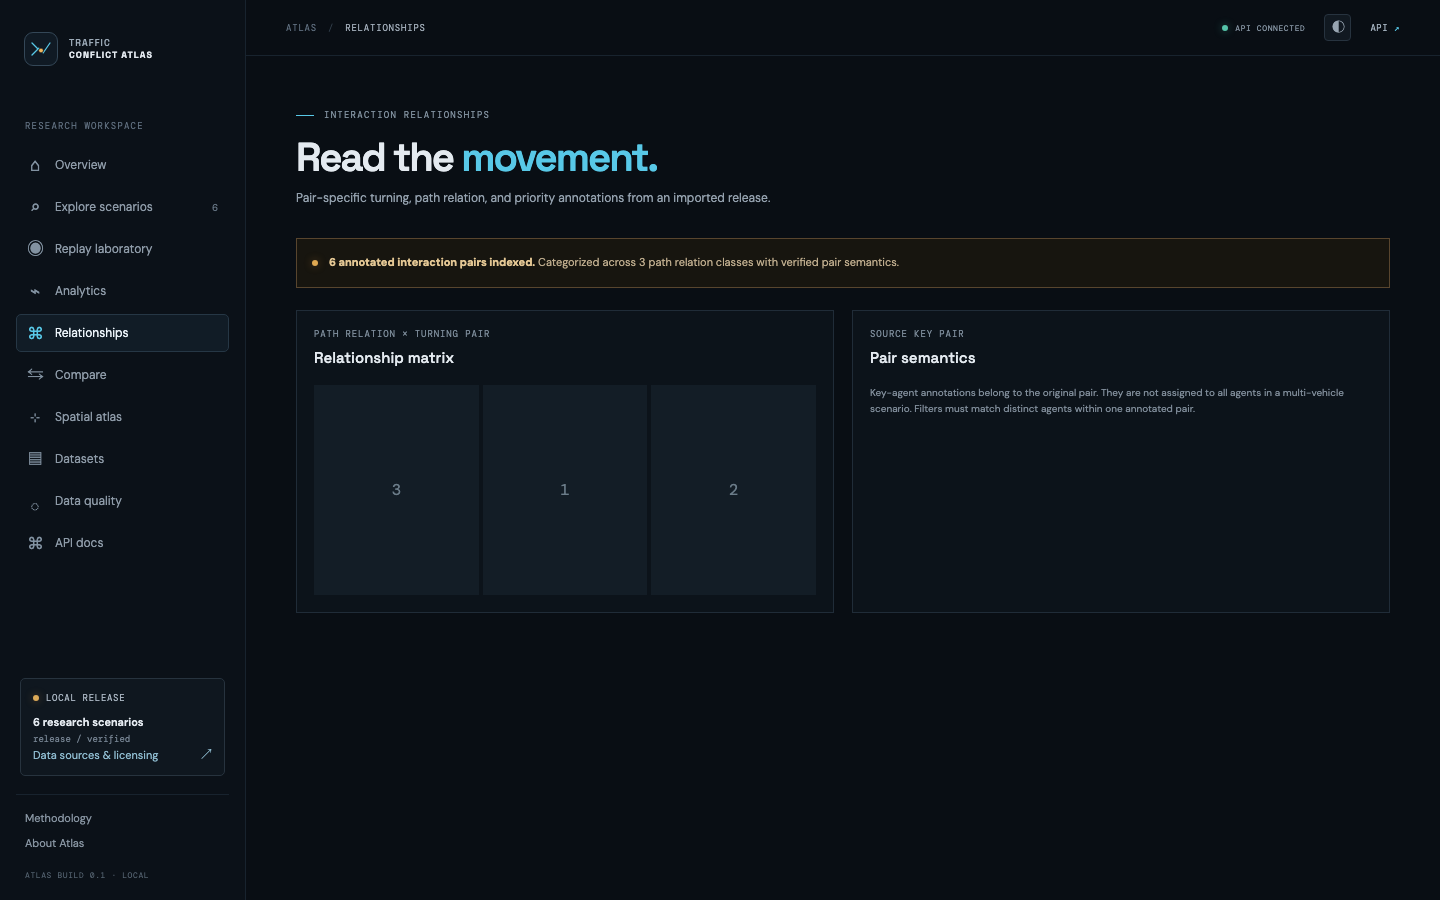 TRAFFIC
CONFLICT ATLAS
RESEARCH WORKSPACE
Overview
Explore scenarios 6
Replay laboratory
Analytics
Relationships
Compare
Spatial atlas
Datasets
Data quality
API docs
LOCAL RELEASE
6 research scenarios
release / verified
Data sources & licensing ↗
Methodology
About Atlas
ATLAS BUILD 0.1 · LOCAL
ATLAS / RELATIONSHIPS
API CONNECTED
API ↗
INTERACTION RELATIONSHIPS
Read the movement.
Pair-specific turning, path relation, and priority annotations from an imported release.
6 annotated interaction pairs indexed. Categorized across 3 path relation classes with verified pair semantics.
PATH RELATION × TURNING PAIR
Relationship matrix
3 1 2
SOURCE KEY PAIR
Pair semantics
Key-agent annotations belong to the original pair. They are not assigned to all agents in a multi-vehicle
scenario. Filters must match distinct agents within one annotated pair.